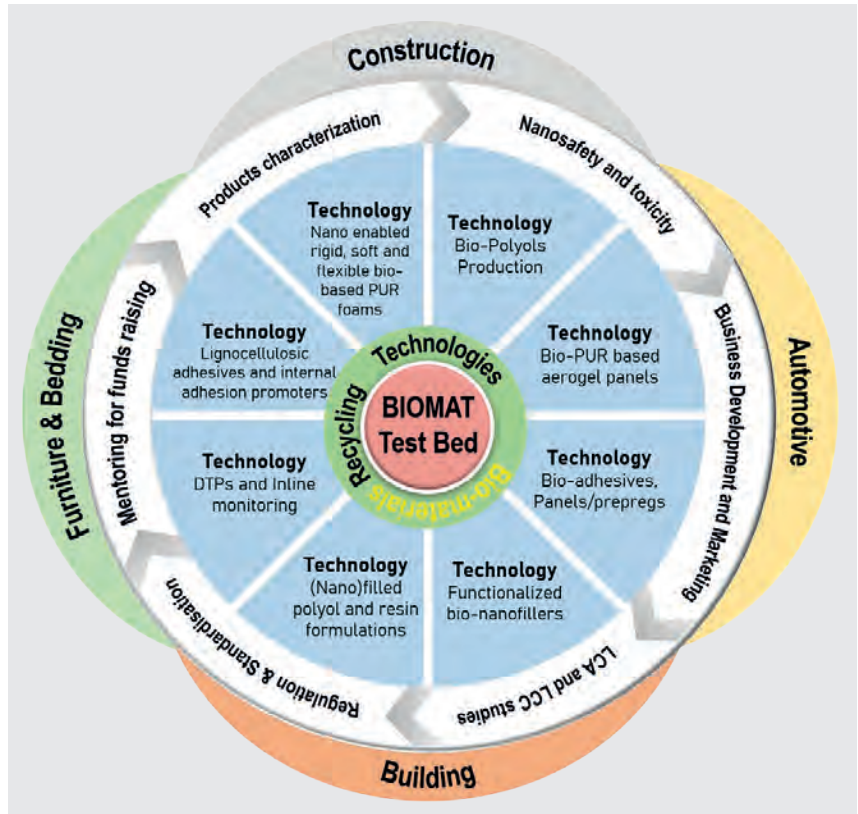 Construction
Products characterization
Nanosafety and toxicity
Technology
Nano enabled
rigid, soft and
flexible bio-
based PUR
foams
Technology
Bio-Polyols
Production
Furniture & Bedding
Mentoring for funds raising
Technology
Lignocellulosic
adhesives and internal
adhesion promoters
Recycling Technologies
Bio-materials
BIOMAT
Test Bed
Technology
Bio-PUR based
aerogel panels
Business Development and Marketing
Automotive
Technology
DTPs and Inline
monitoring
Technology
Bio-adhesives,
Panels/prepregs
Technology
(Nano)filled
polyol and resin
formulations
Technology
Functionalized
bio-nanofillers
Regulation & Standardisation
LCA and LCC studies
Building